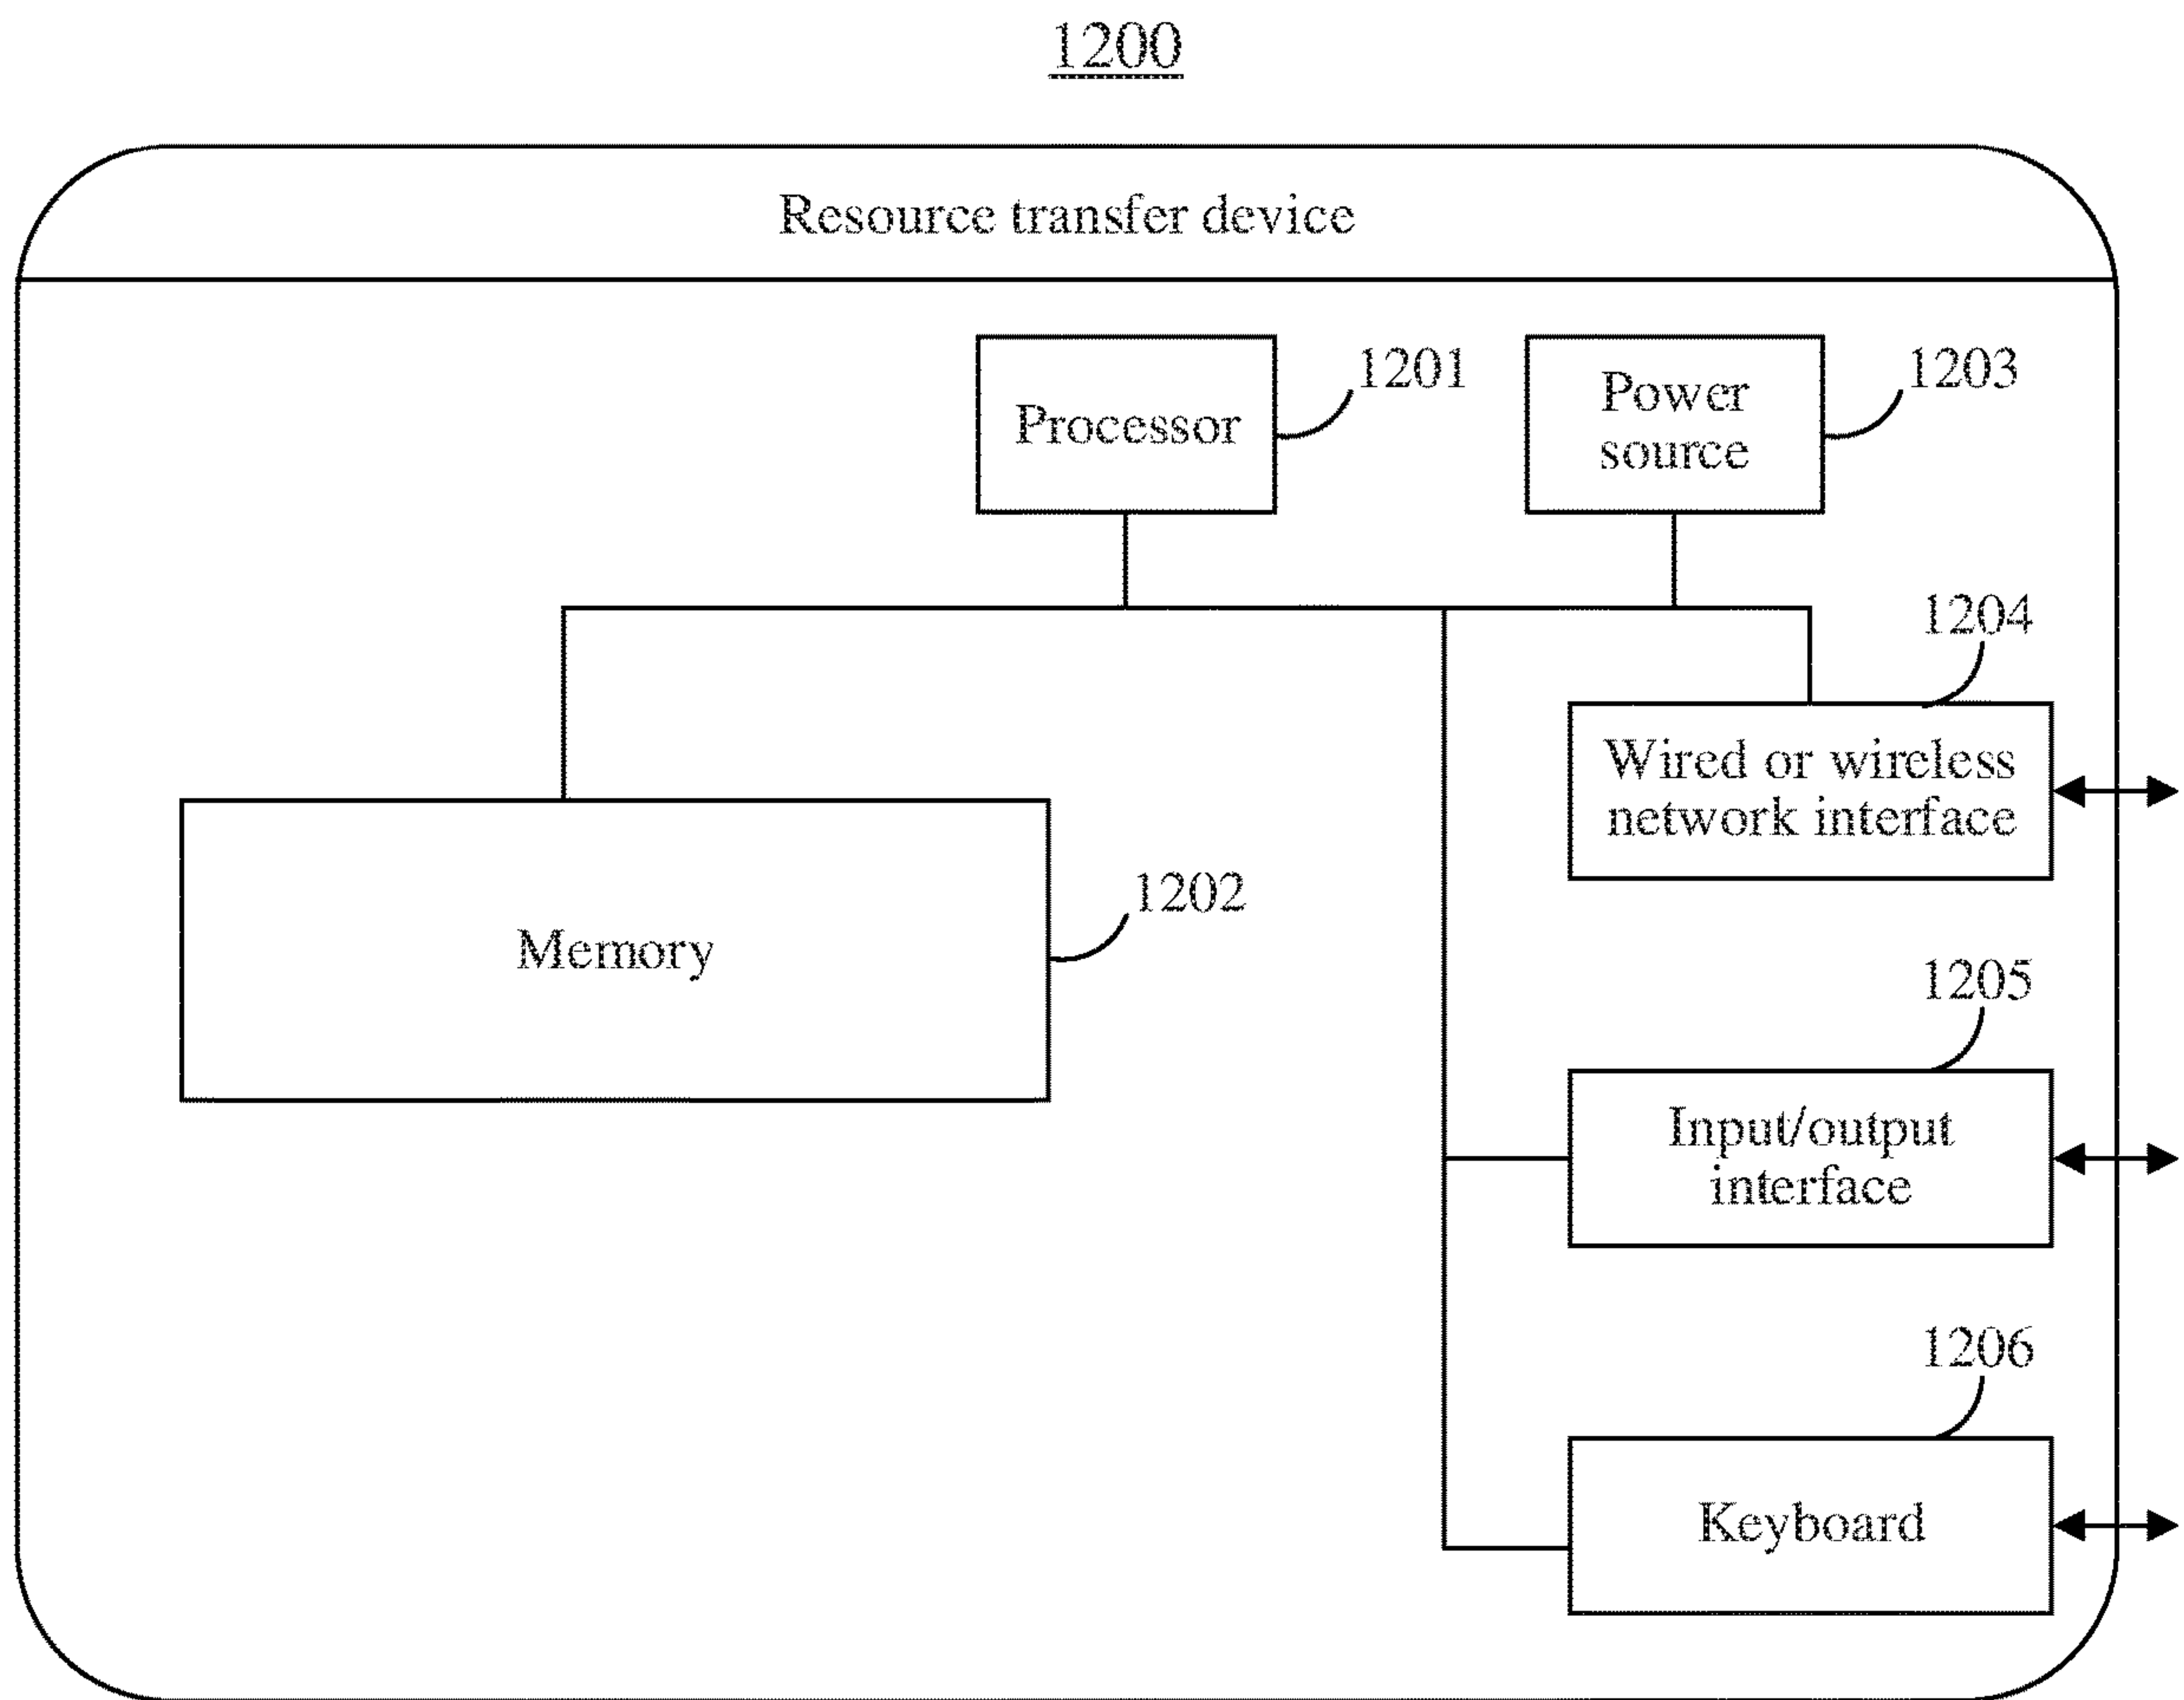 1200
Resource transfer device
Processor
1201
Power
source
1203
1204
Wired or wireless
network interface
Memory
1202
1205
Input/output
interface
1206
Keyboard